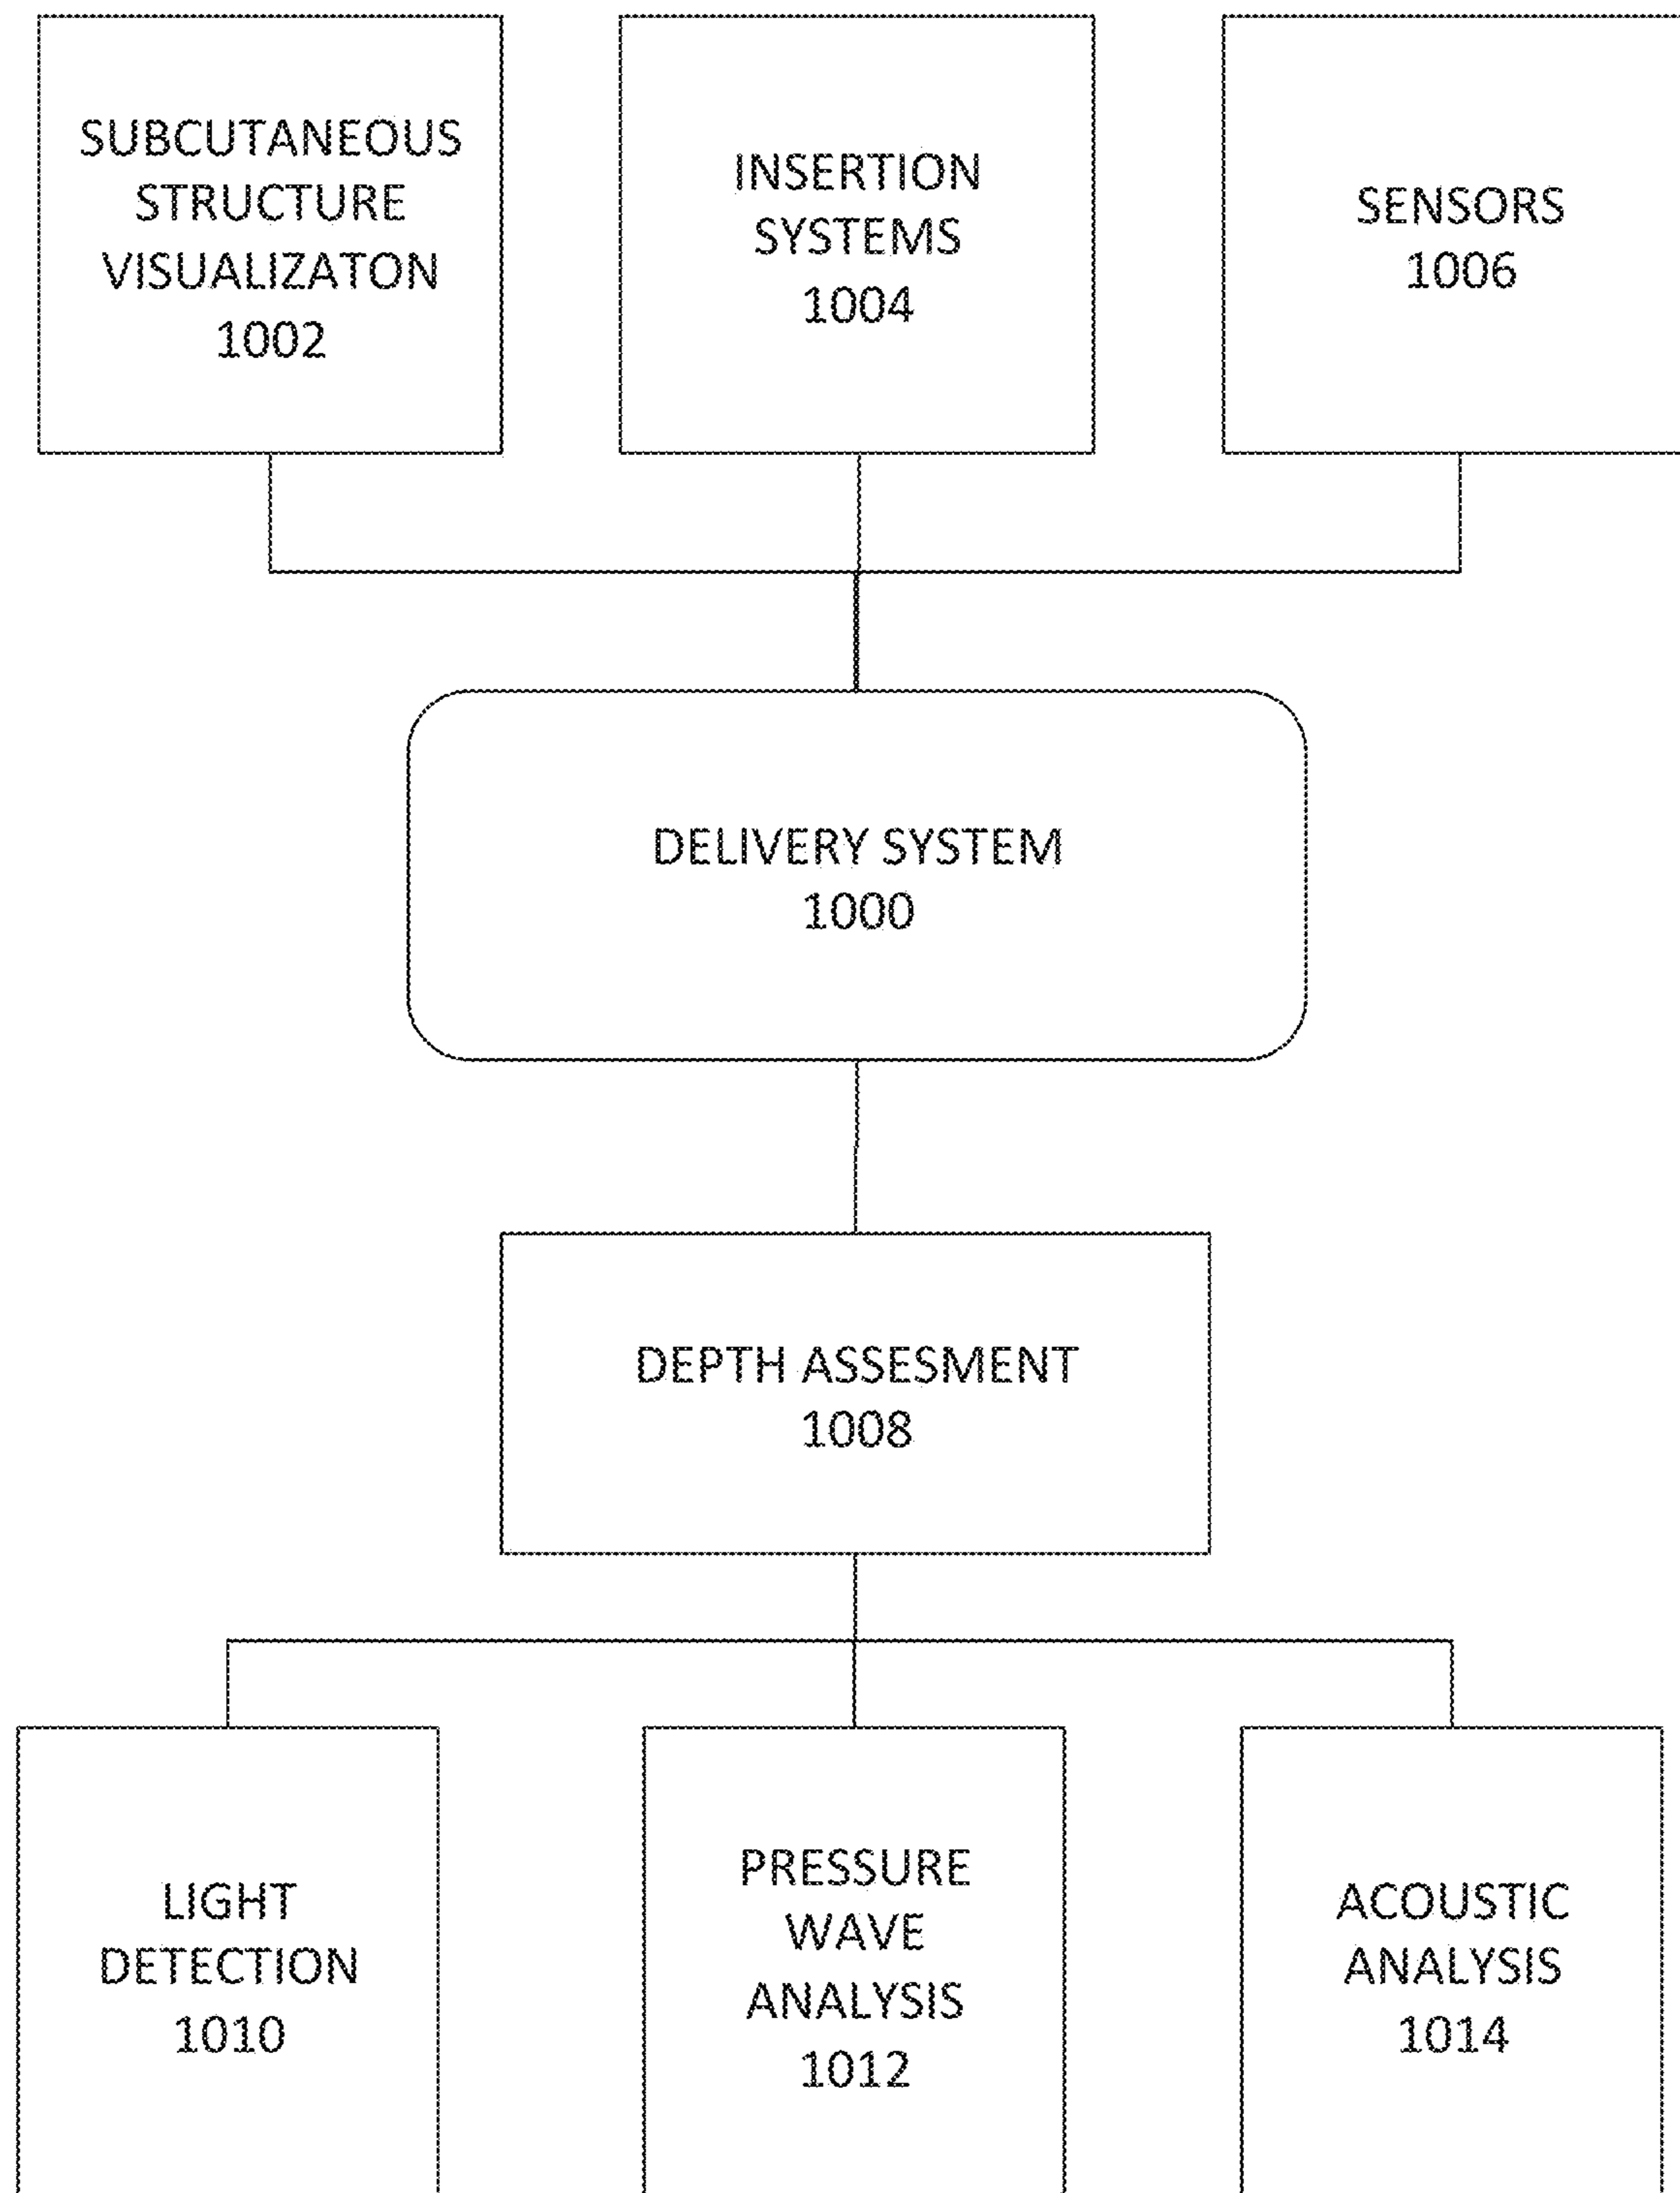 SUBCUTANEOUS
STRUCTURE
VISUALIZATON
1002
INSERTION
SYSTEMS
1004
SENSORS
1006
DELIVERY SYSTEM
1000
DEPTH ASSESMENT
1008
LIGHT
DETECTION
1010
PRESSURE
WAVE
ANALYSIS
1012
ACOUSTIC
ANALYSIS
1014